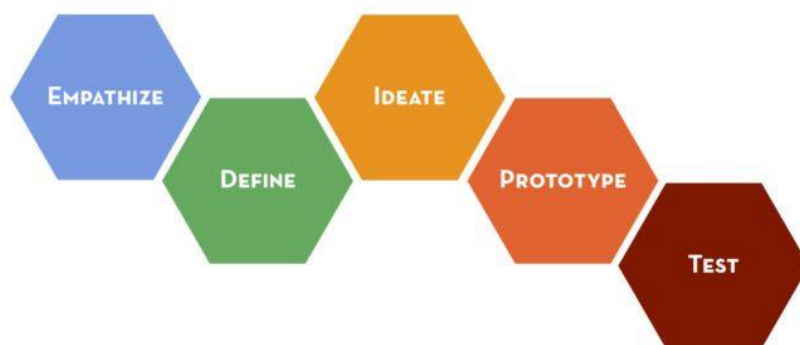 EMPATHIZE
DEFINE
IDEATE
PROTOTYPE
TEST